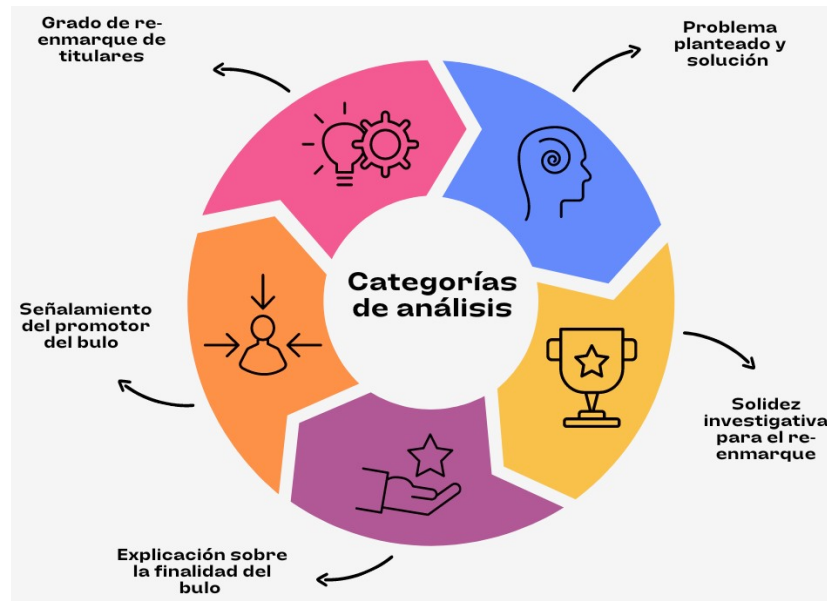 Grado de re-
enmarque de
titulares
Problema
planteado y
solución
Categorías
de análisis
Señalamiento
del promotor
del bulo
Solidez
investigativa
para el re-
enmarque
Explicación sobre
la finalidad del
bulo